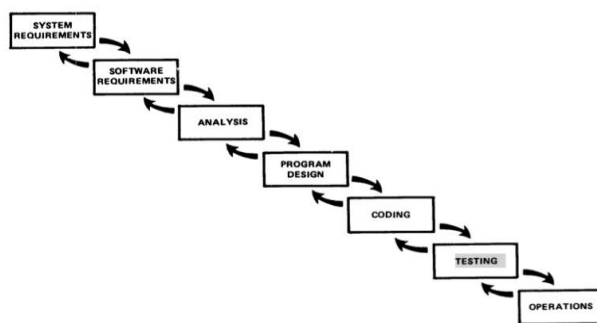 SYSTEM
REQUIREMENTS
SOFTWARE
REQUIREMENTS
ANALYSIS
PROGRAM
DESIGN
CODING
TESTING
OPERATIONS